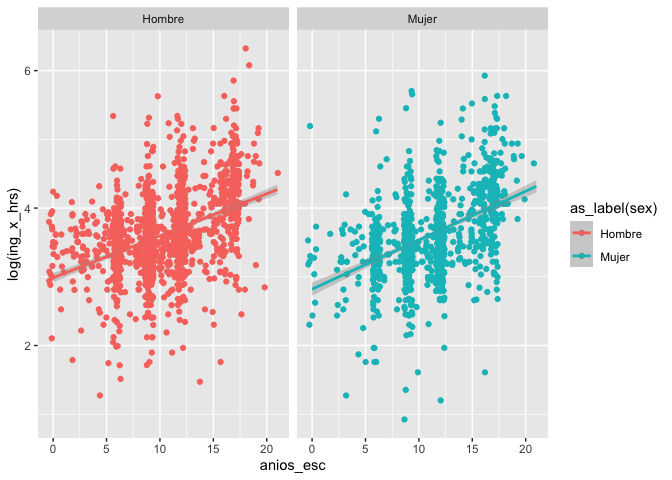 Hombre Mujer
6
4
2
log(ing_x_hrs)
0 5 10 15 20 0 5 10 15 20
anios_esc
as_label(sex)
Hombre
Mujer